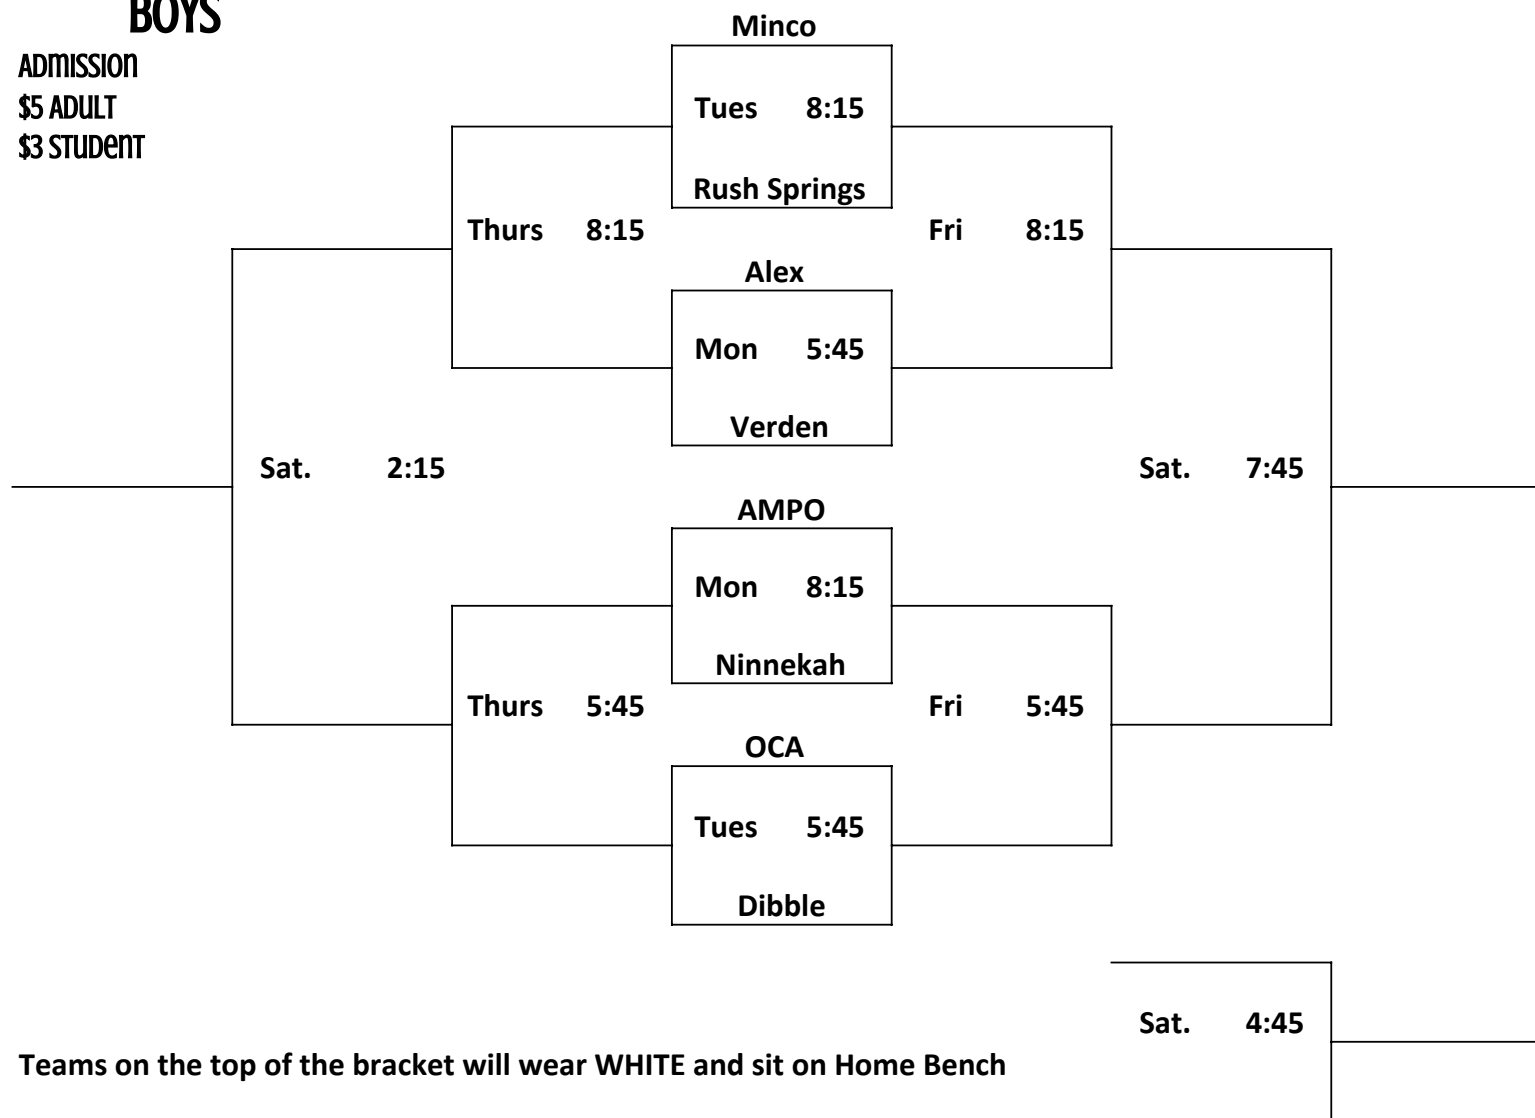 BOYS
ADMISSION
$5 ADULT
$3 STUDENT
Minco
Tues 8:15
Rush Springs
Thurs 8:15
Fri 8:15
Alex
Mon 5:45
Verden
Sat. 2:15
Sat. 7:45
AMPO
Mon 8:15
Ninnekah
Thurs 5:45
Fri 5:45
OCA
Tues 5:45
Dibble
Sat. 4:45
Teams on the top of the bracket will wear WHITE and sit on Home Bench